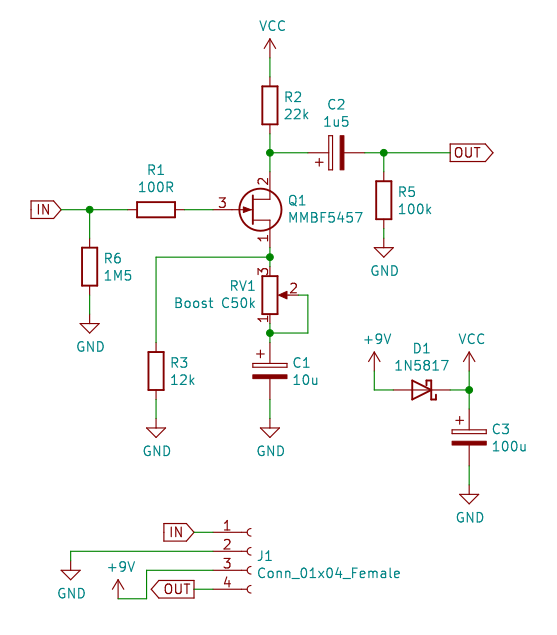 VCC
R2
22k
C2
1u5
+
OUT
R1
100R
2
3
Q1
MMBF5457
1
IN
R5
100k
R6
1M5
GND
GND
3
RV1
2
Boost C50k
1
R3
12k
+
C1
10u
GND
GND
+9V
D1
1N5817
VCC
+
C3
100u
GND
IN
1
2
J1
+9V
3
Conn_01x04_Female
OUT
4
GND